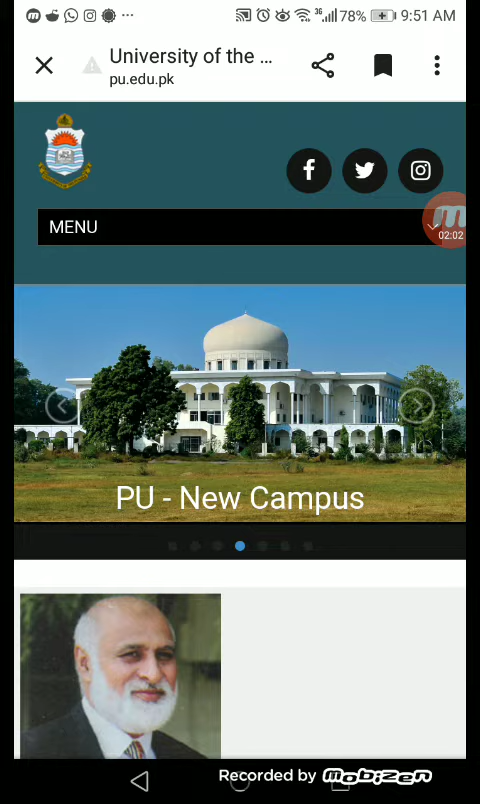 78% 9:51 AM
University of the ...
pu.edu.pk
MENU
02:02
PU - New Campus
Recorded by mobizen